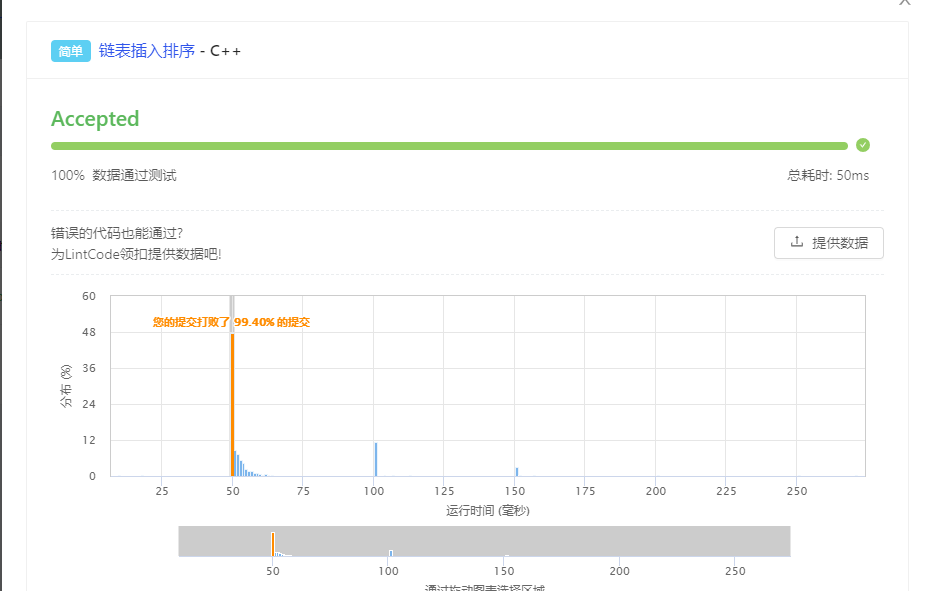 简单 链表插入排序 - C++
Accepted
100% 数据通过测试 总耗时: 50ms
错误的代码也能通过?
为LintCode领扣提供数据吧!
提供数据
您的提交打败了 99.40% 的提交
60
48
36
24
12
0
分布 (%)
25 50 75 100 125 150 175 200 225 250
运行时间 (毫秒)
50 100 150 200 250
通过拖动图表选择区域